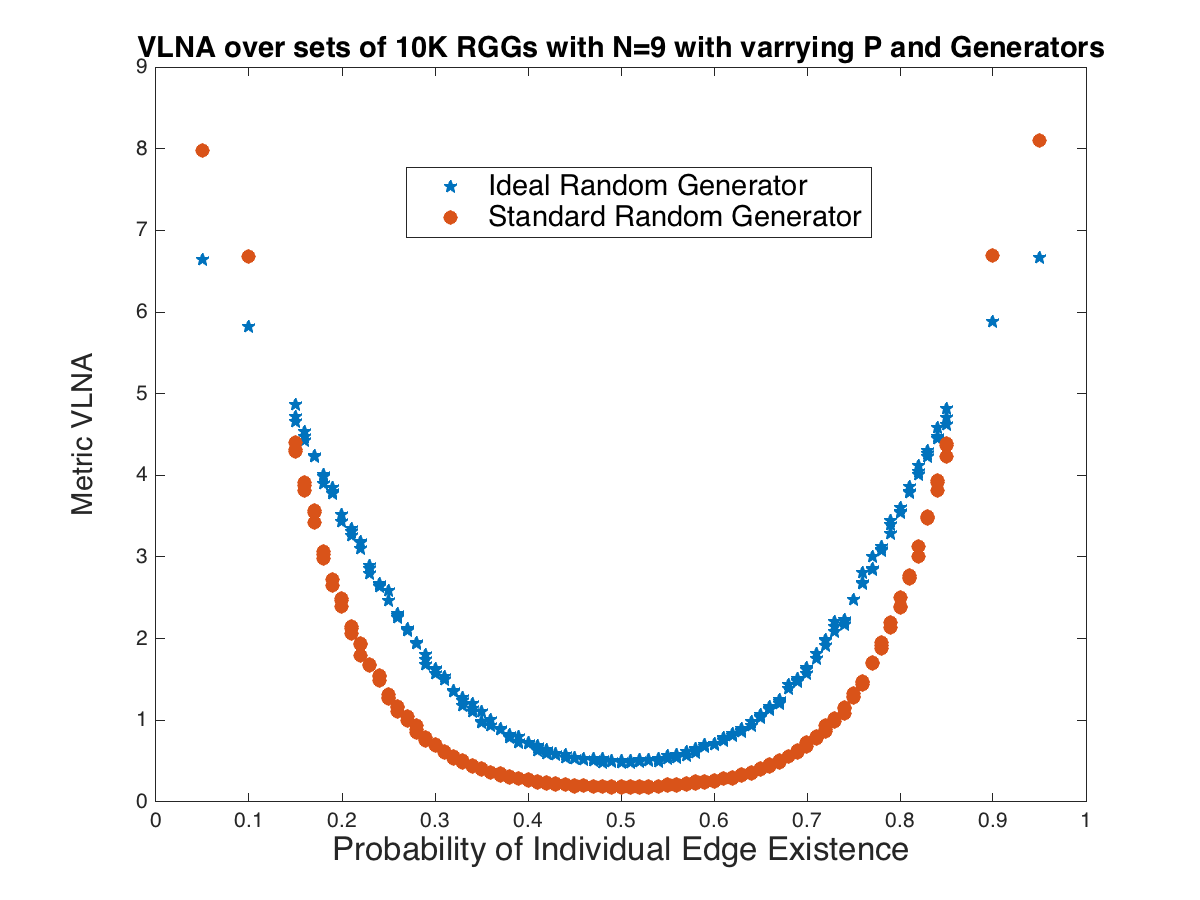 VLNA over sets of 10K RGGs with N=9 with varrying P and Generators
9
8
7
6
5
4
3
2
1
0
Metric VLNA
Ideal Random Generator
Standard Random Generator
0 0.1 0.2 0.3 0.4 0.5 0.6 0.7 0.8 0.9 1
Probability of Individual Edge Existence